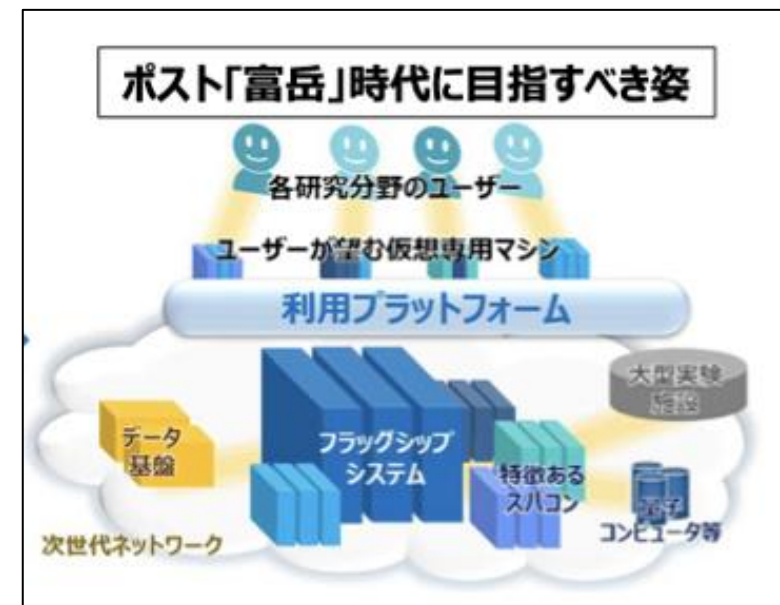 ポスト「富岳」時代に目指すべき姿
各研究分野のユーザー
ユーザーが望む仮想専用マシン
利用プラットフォーム
大型実験
施設
データ
基盤
フラッグシップ
システム
特徴ある
スパコン
量子
コンピュータ等
次世代ネットワーク